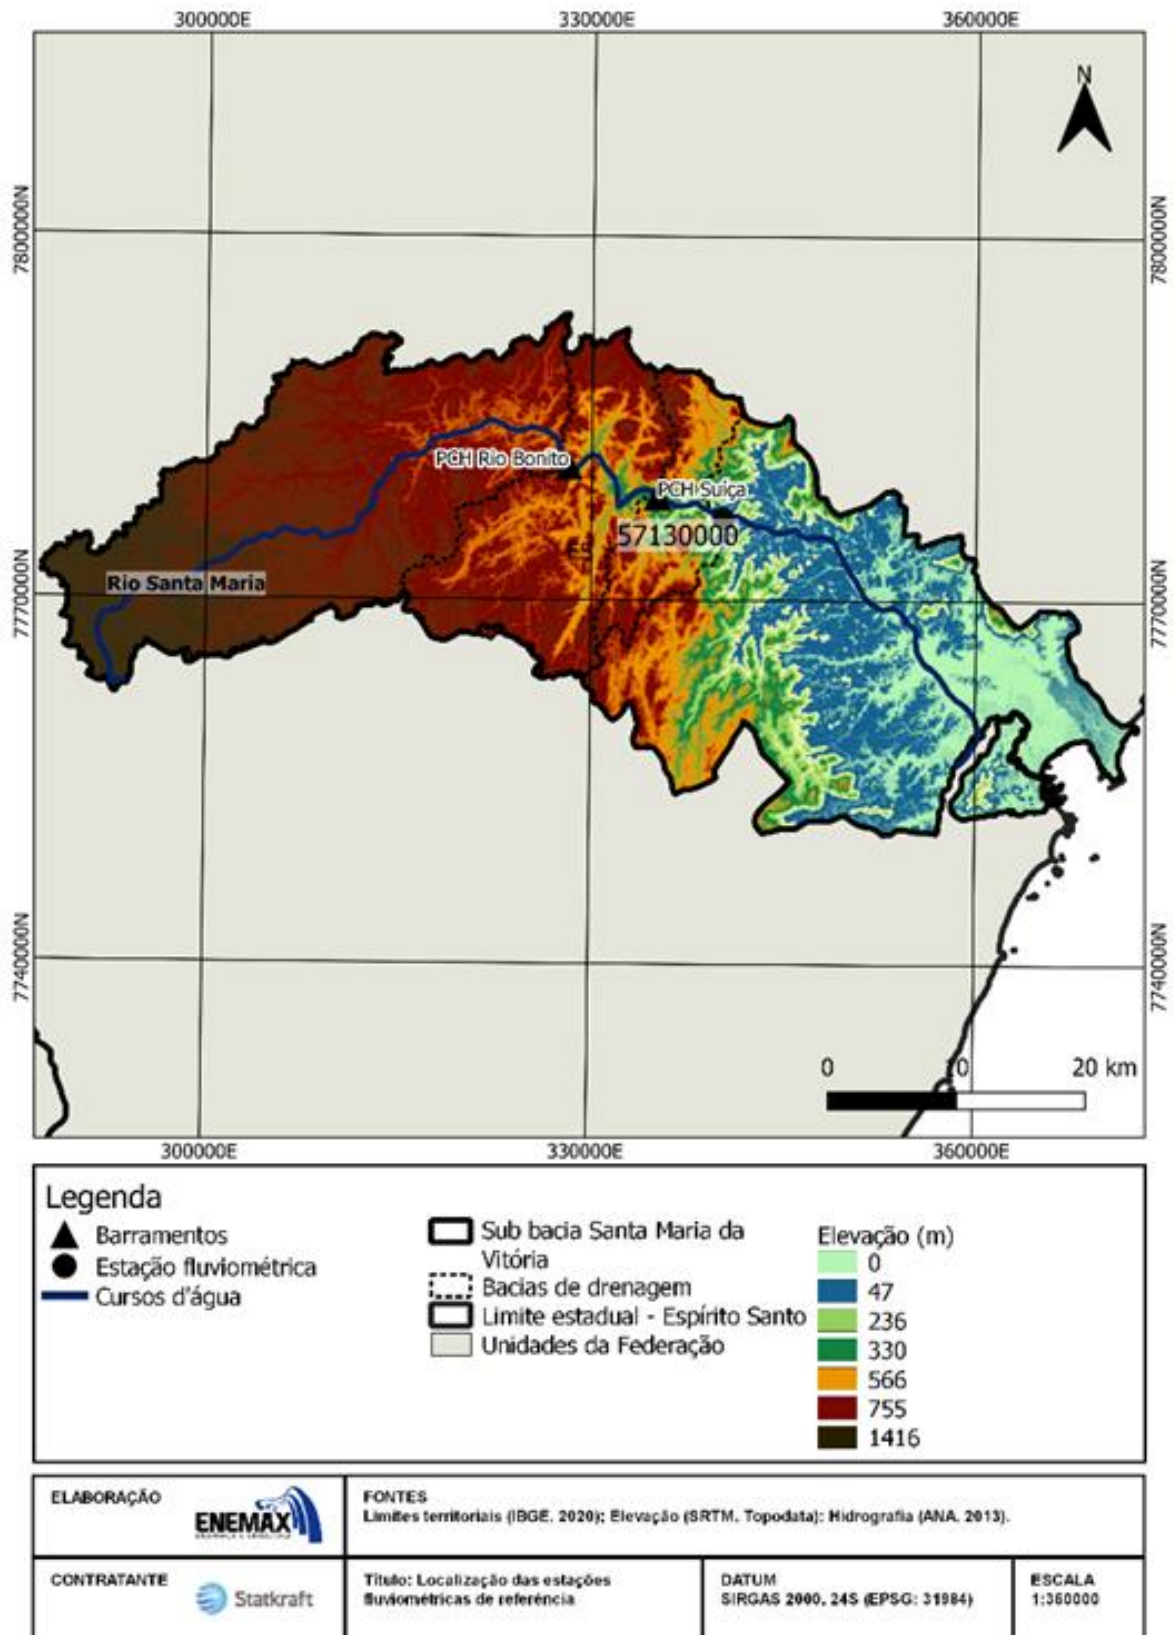 300000E 330000E 360000E
N
7800000N 7800000N
PCH Rio Bonito
PCH Suíça
57130000
ES
Rio Santa Maria
7770000N 7770000N
7740000N 7740000N
0 10 20 km
300000E 330000E 360000E
Legenda
Barramentos
Estação fluviométrica
Cursos d'água
Sub bacia Santa Maria da
Vitória
Bacias de drenagem
Limite estadual - Espírito Santo
Unidades da Federação
Elevação (m)
0
47
236
330
566
755
1416
ELABORAÇÃO
ENEMAX
FONTES
Limites territoriais (IBGE, 2020); Elevação (SRTM, Topodata); Hidrografia (ANA, 2013).
CONTRATANTE
Statkraft
Título: Localização das estações
fluviométricas de referência
DATUM
SIRGAS 2000, 24S (EPSG: 31984)
ESCALA
1:360000